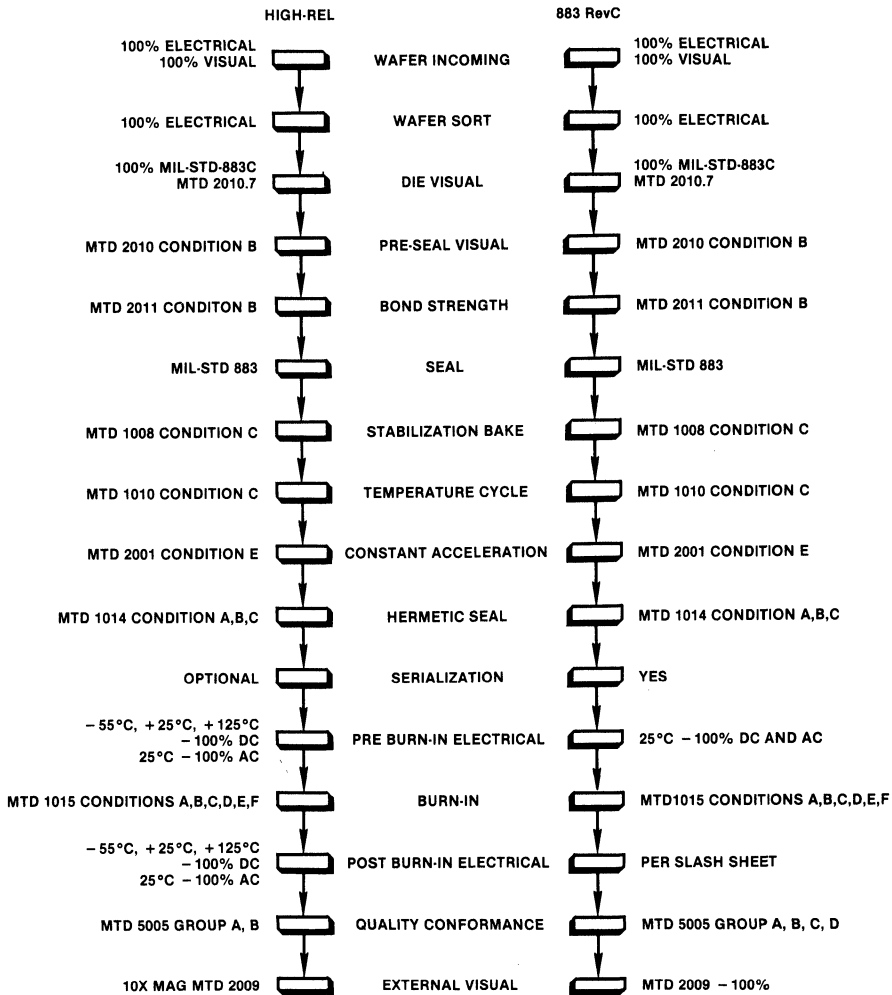 HIGH-REL 883 RevC
100% ELECTRICAL
100% VISUAL
WAFER INCOMING
100% ELECTRICAL
100% VISUAL
100% ELECTRICAL
WAFER SORT
100% ELECTRICAL
100% MIL-STD-883C
MTD 2010.7
DIE VISUAL
100% MIL-STD-883C
MTD 2010.7
MTD 2010 CONDITION B
PRE-SEAL VISUAL
MTD 2010 CONDITION B
MTD 2011 CONDITON B
BOND STRENGTH
MTD 2011 CONDITION B
MIL-STD 883
SEAL
MIL-STD 883
MTD 1008 CONDITION C
STABILIZATION BAKE
MTD 1008 CONDITION C
MTD 1010 CONDITION C
TEMPERATURE CYCLE
MTD 1010 CONDITION C
MTD 2001 CONDITION E
CONSTANT ACCELERATION
MTD 2001 CONDITION E
MTD 1014 CONDITION A,B,C
HERMETIC SEAL
MTD 1014 CONDITION A,B,C
OPTIONAL
SERIALIZATION
YES
−55°C, +25°C, +125°C
−100% DC
25°C −100% AC
PRE BURN-IN ELECTRICAL
25°C −100% DC AND AC
MTD 1015 CONDITIONS A,B,C,D,E,F
BURN-IN
MTD1015 CONDITIONS A,B,C,D,E,F
−55°C, +25°C, +125°C
−100% DC
25°C −100% AC
POST BURN-IN ELECTRICAL
PER SLASH SHEET
MTD 5005 GROUP A, B
QUALITY CONFORMANCE
MTD 5005 GROUP A, B, C, D
10X MAG MTD 2009
EXTERNAL VISUAL
MTD 2009 −100%